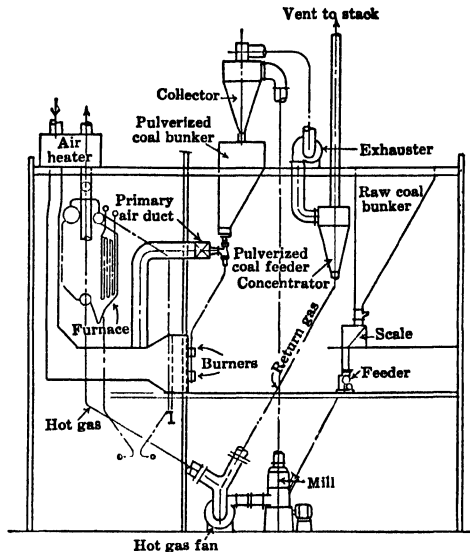 Vent to stack
Collector
Pulverized
coal bunker
Air
heater
Exhauster
Primary
air duct
Raw coal
bunker
Pulverized
coal feeder
Concentrator
Furnace
Return gas
Scale
Burners
Feeder
Hot gas
Mill
Hot gas fan